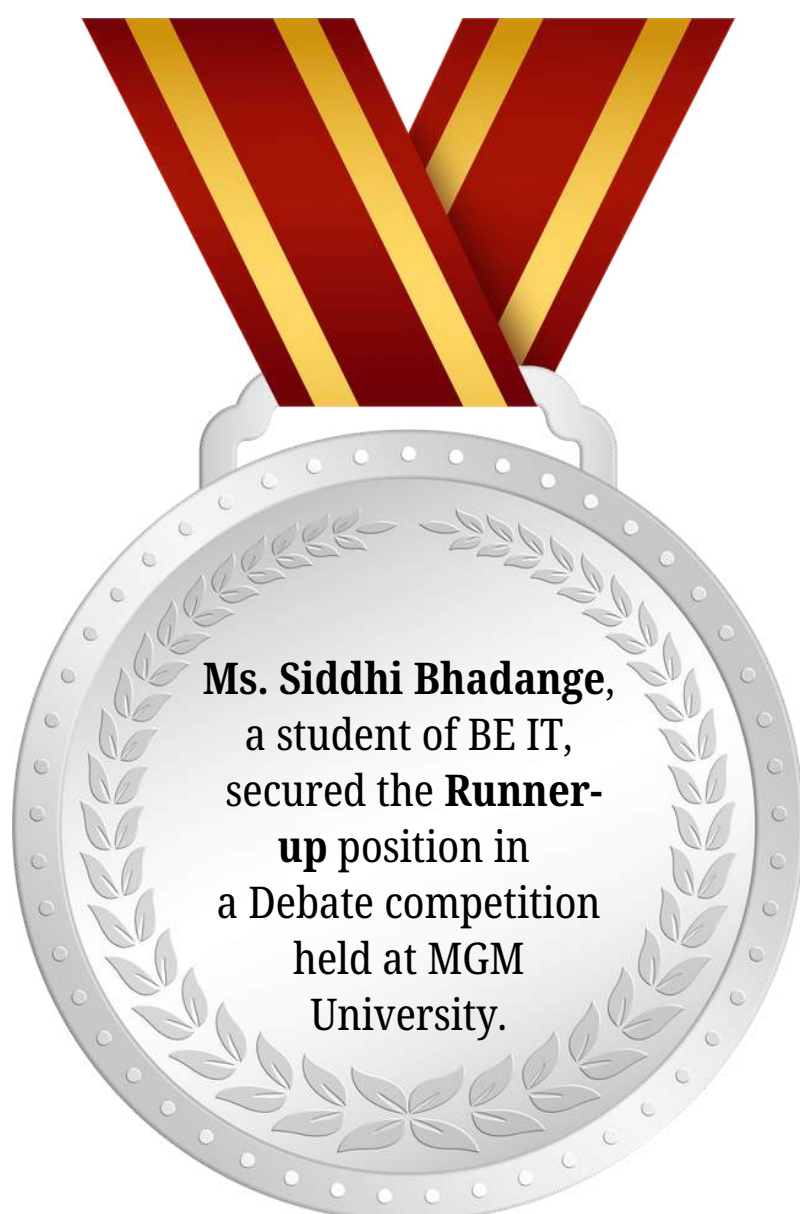 Ms. Siddhi Bhadange,
a student of BE IT,
secured the Runner-
up position in
a Debate competition
held at MGM
University.